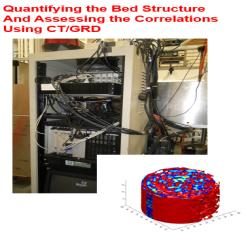 Quantifying the Bed Structure
And Assessing the Correlations
Using CT/GRD